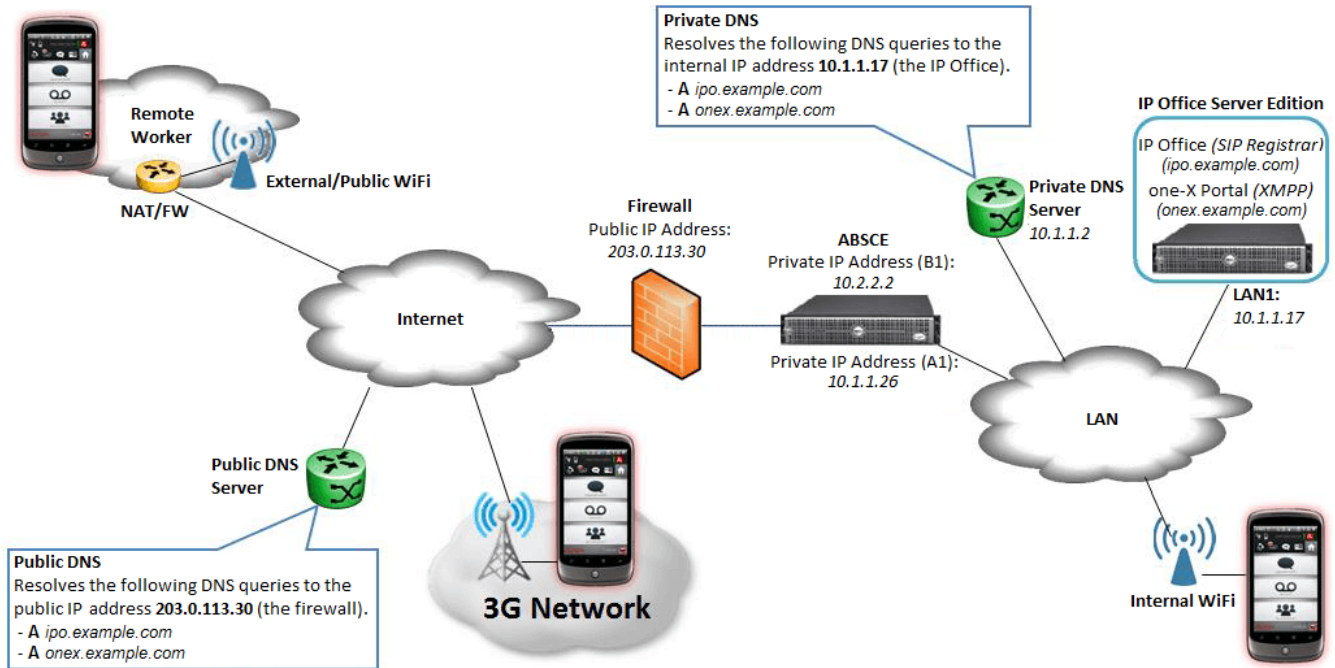 Private DNS
Resolves the following DNS queries to the
internal IP address 10.1.1.17 (the IP Office).
- A ipo.example.com
- A onex.example.com
IP Office Server Edition
IP Office (SIP Registrar)
(ipo.example.com)
one-X Portal (XMPP)
(onex.example.com)
LAN1:
10.1.1.17
Remote
Worker
External/Public WiFi
NAT/FW
Private DNS
Server
10.1.1.2
Firewall
Public IP Address:
203.0.113.30
ABSCE
Private IP Address (B1):
10.2.2.2
Private IP Address (A1):
10.1.1.26
Internet
LAN
Public DNS
Server
Public DNS
Resolves the following DNS queries to the
public IP address 203.0.113.30 (the firewall).
- A ipo.example.com
- A onex.example.com
3G Network
Internal WiFi